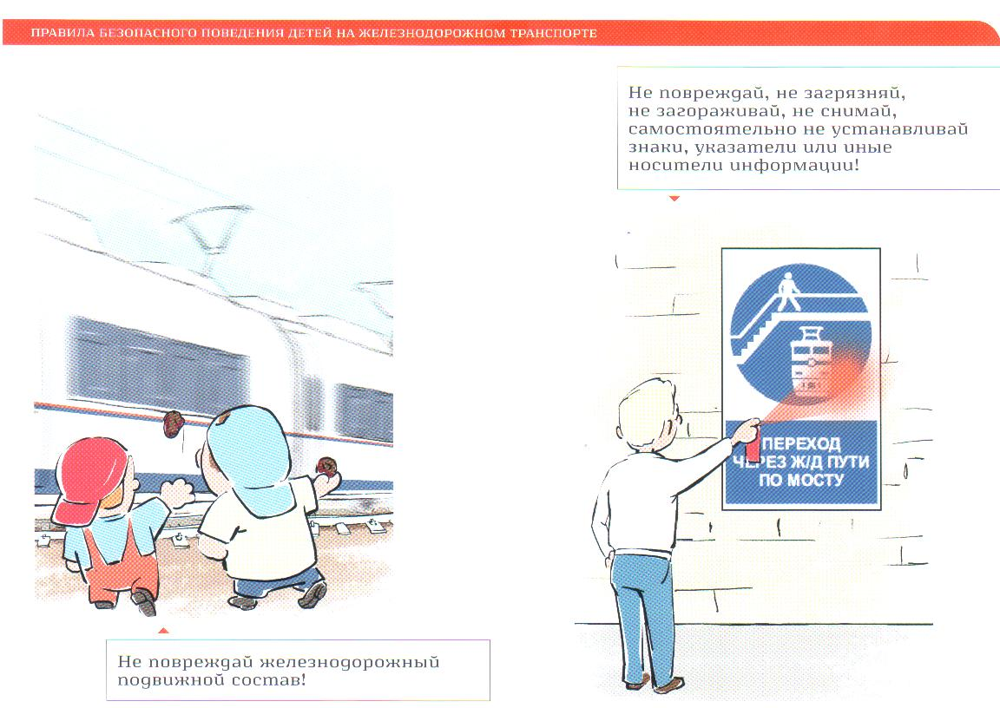 ПРАВИЛА БЕЗОПАСНОГО ПОВЕДЕНИЯ ДЕТЕЙ НА ЖЕЛЕЗНОДОРОЖНОМ ТРАНСПОРТЕ
Не повреждай, не загрязняй,
не загораживай, не снимай,
самостоятельно не устанавливай
знаки, указатели или иные
носители информации!
ПЕРЕХОД
ЧЕРЕЗ Ж/Д ПУТИ
ПО МОСТУ
Не повреждай железнодорожный
подвижной состав!